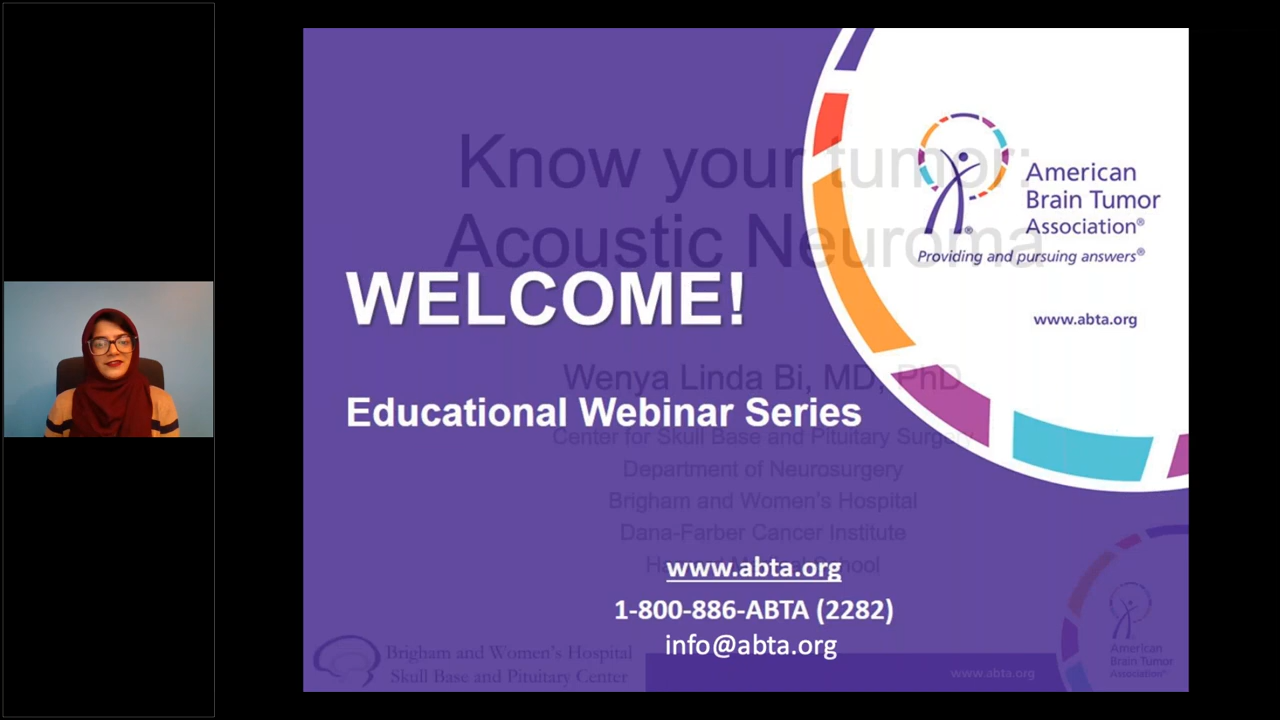 Know your tumor:
Acoustic Neuroma
American
Brain Tumor
Association®
Providing and pursuing answers®
WELCOME!
www.abta.org
Wenya Linda Bi, MD, PhD
Educational Webinar Series
Center for Skull Base and Pituitary Surgery
Department of Neurosurgery
Brigham and Women's Hospital
Dana-Farber Cancer Institute
Harvard Medical School
www.abta.org
1-800-886-ABTA (2282)
info@abta.org
Brigham and Women's Hospital
Skull Base and Pituitary Center
www.abta.org
American
Brain Tumor
Association®